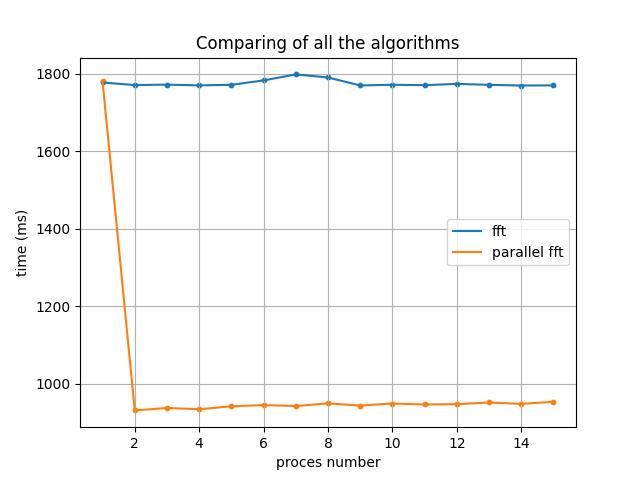 Comparing of all the algorithms
1800
1600
1400
1200
1000
time (ms)
fft
parallel fft
2 4 6 8 10 12 14
proces number